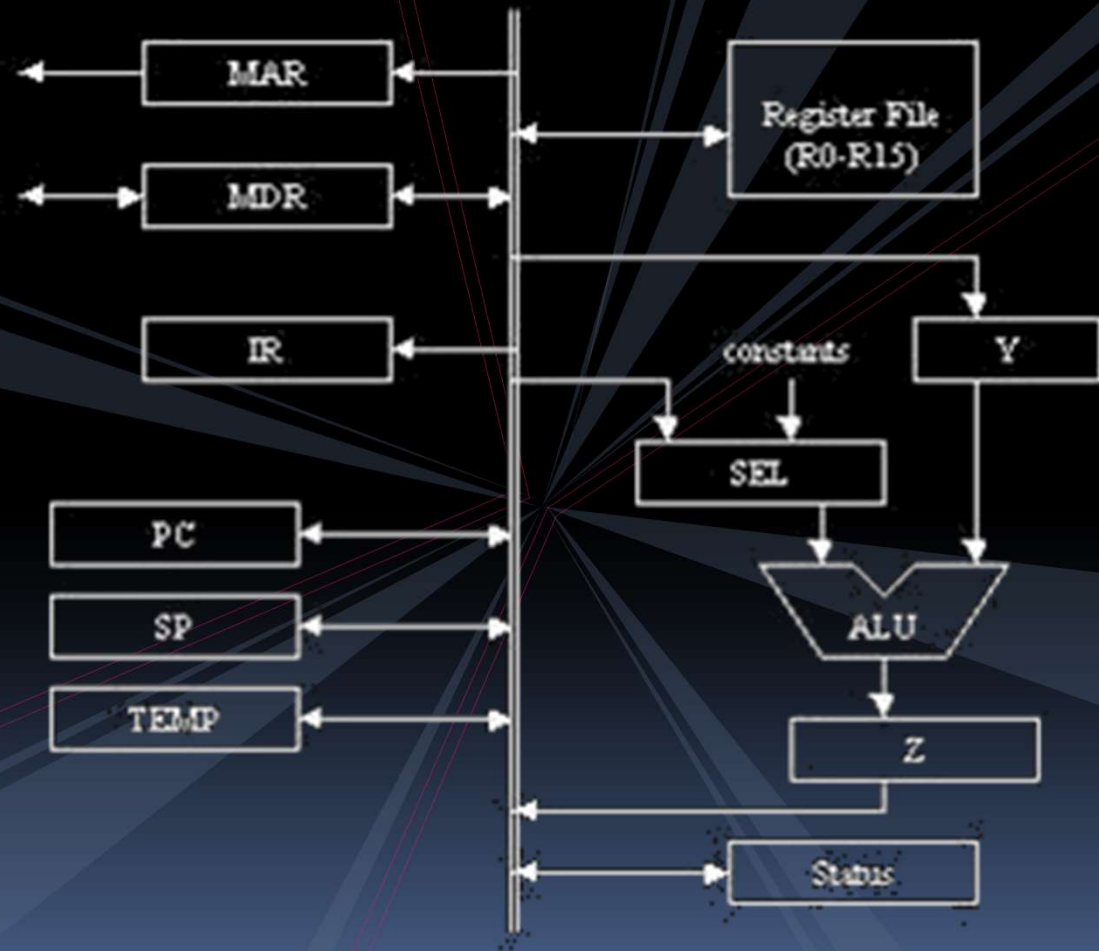 MAR
Register File
(R0-R15)
MDR
IR
constants
Y
SEL
PC
SP
ALU
TEMP
Z
Status